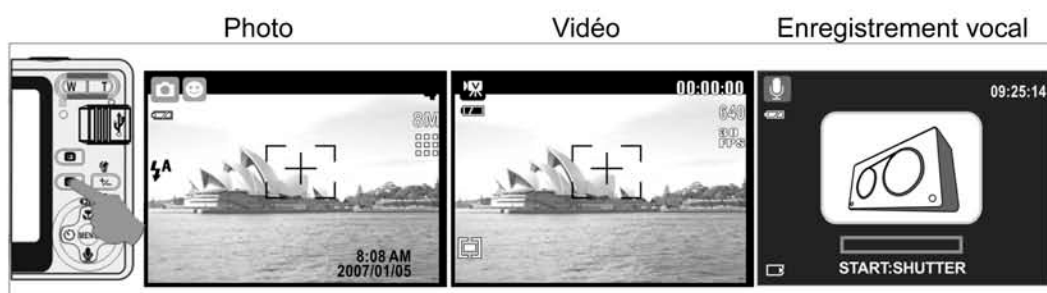 Photo
Vidéo
Enregistrement vocal
W T
MENU
8M
A
8:08 AM
2007/01/05
00:00:00
640
30
FPS
09:25:14
START:SHUTTER